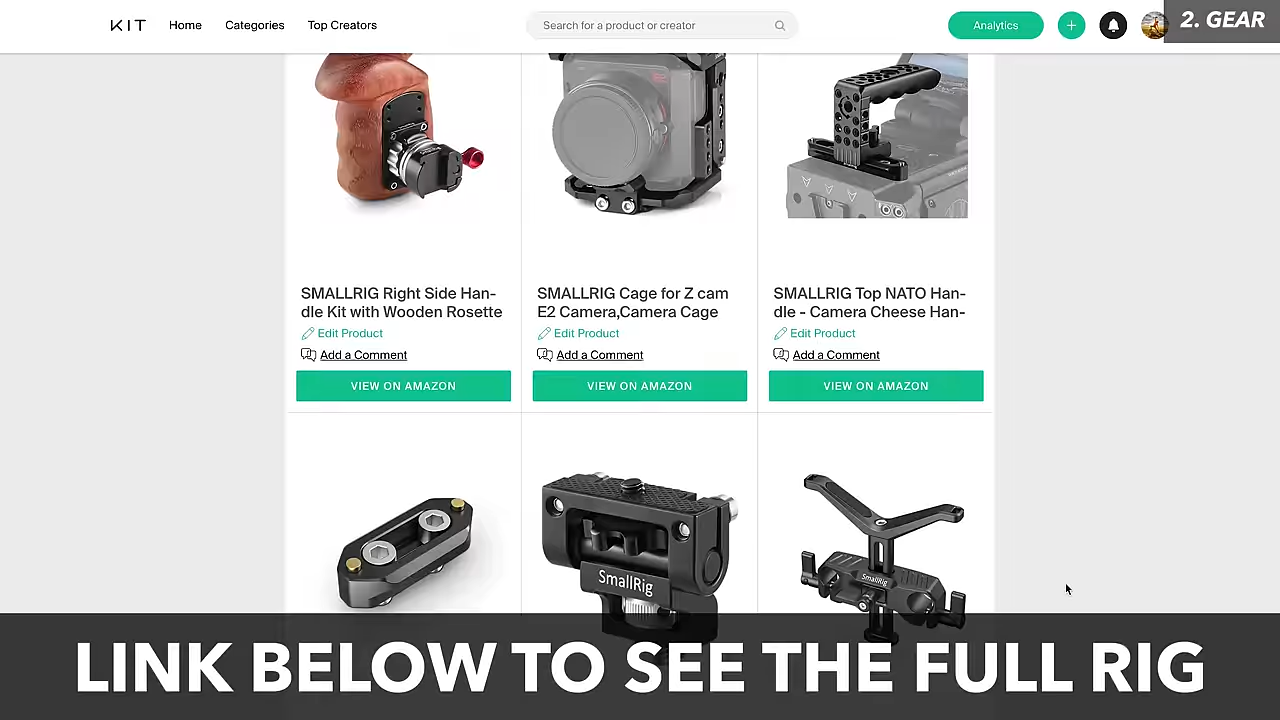 KIT Home Categories Top Creators Search for a product or creator Analytics + 2. GEAR
E2
SMALLRIG Right Side Han-
dle Kit with Wooden Rosette
Edit Product
Add a Comment
VIEW ON AMAZON
SMALLRIG Cage for Z cam
E2 Camera,Camera Cage
Edit Product
Add a Comment
VIEW ON AMAZON
SMALLRIG Top NATO Han-
dle - Camera Cheese Han-
Edit Product
Add a Comment
VIEW ON AMAZON
SmallRig
SmallRig
LINK BELOW TO SEE THE FULL RIG